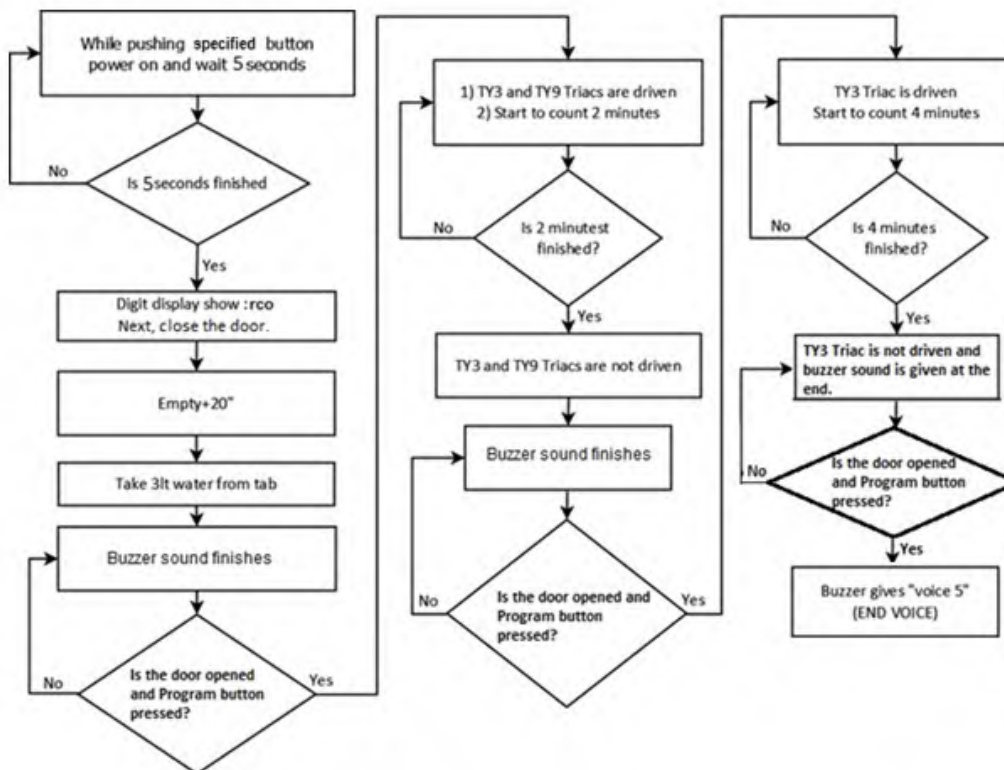 While pushing specified button
power on and wait 5 seconds
No
Is 5seconds finished
Yes
Digit display show :rco
Next, close the door.
Empty+20"
Take 3lt water from tab
Buzzer sound finishes
No
Is the door opened
and Program button
pressed?
Yes
1) TY3 and TY9 Triacs are driven
2) Start to count 2 minutes
No
Is 2 minutest
finished?
Yes
TY3 and TY9 Triacs are not driven
Buzzer sound finishes
No
Is the door opened and
Program button
pressed?
Yes
TY3 Triac is driven
Start to count 4 minutes
No
Is 4 minutes
finished?
Yes
TY3 Triac is not driven and
buzzer sound is given at the
end.
No
Is the door opened
and Program button
pressed?
Yes
Buzzer gives "voice 5"
(END VOICE)